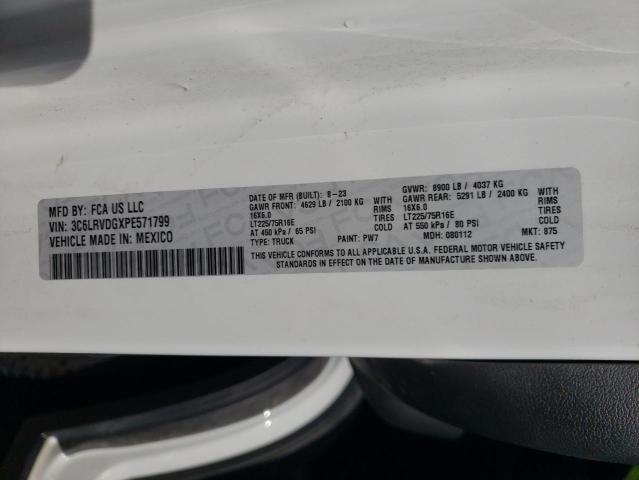 MFD BY: FCA US LLC
VIN: 3C6LRVDGXPE571799
VEHICLE MADE IN: MEXICO
DATE OF MFR (BUILT): 8-23
GAWR FRONT: 4629 LB / 2100 KG WITH
16X6.0 RIMS
LT225/75R16E TIRES
AT 450 kPa / 65 PSI COLD
TYPE: TRUCK PAINT: PW7
GVWR: 8900 LB / 4037 KG
GAWR REAR: 5291 LB / 2400 KG WITH
16X6.0 RIMS
LT225/75R16E TIRES
AT 550 kPa / 80 PSI COLD
MDH: 080112 MKT: 875
THIS VEHICLE CONFORMS TO ALL APPLICABLE U.S.A. FEDERAL MOTOR VEHICLE SAFETY
STANDARDS IN EFFECT ON THE DATE OF MANUFACTURE SHOWN ABOVE.